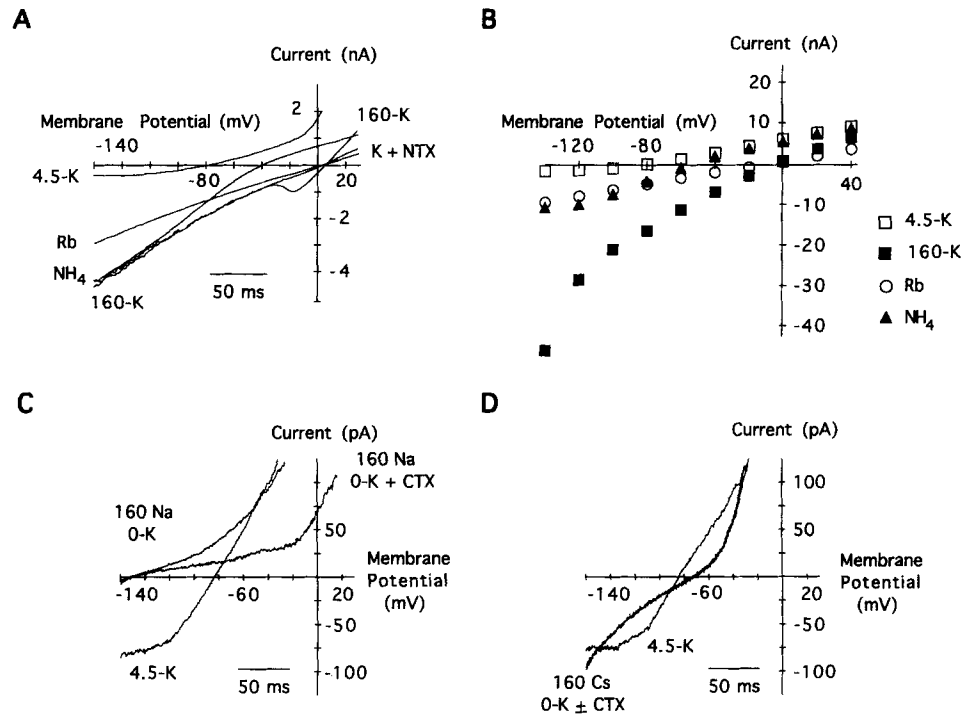 A
Current (nA)
2
160-K
Membrane Potential (mV)
-140
K + NTX
4.5-K
-80
20
-2
Rb
NH4
-4
160-K
50 ms
B
Current (nA)
20
10
Membrane Potential (mV)
-120
-80
40
-10
-20
-30
-40
4.5-K
160-K
Rb
NH4
C
Current (pA)
160 Na
0-K + CTX
160 Na
0-K
50
Membrane
Potential
(mV)
-140
-60
20
-50
4.5-K
-100
50 ms
D
Current (pA)
100
50
Membrane
Potential
(mV)
-140
-60
20
-50
4.5-K
-100
160 Cs
0-K ± CTX
50 ms